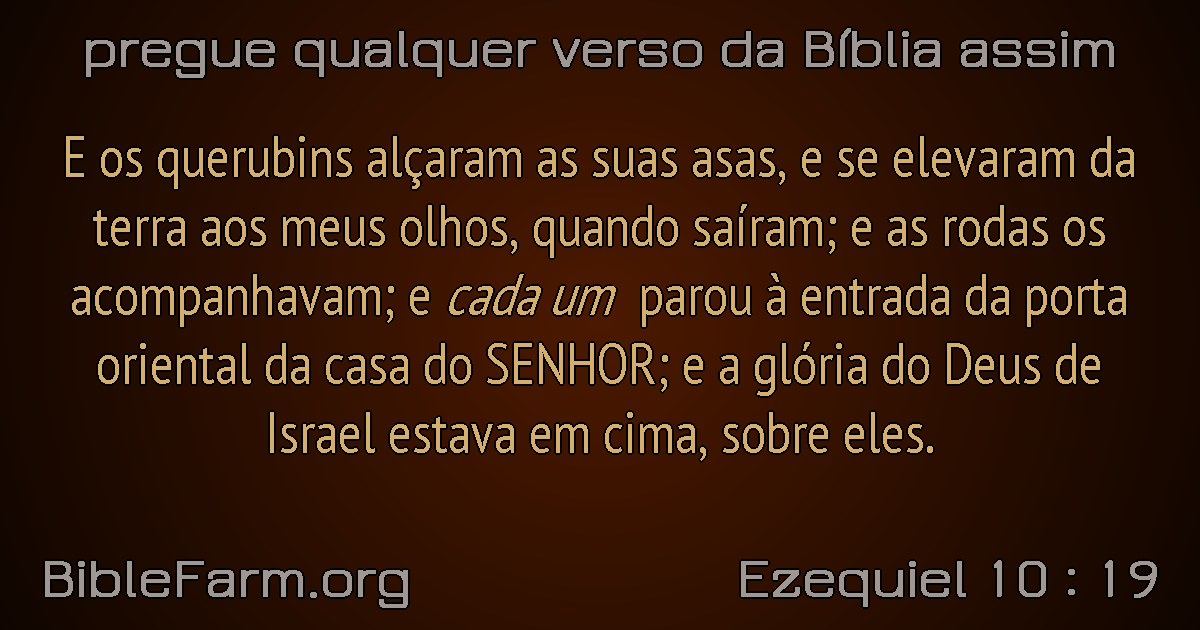 pregue qualquer verso da Bíblia assim
E os querubins alçaram as suas asas, e se elevaram da
terra aos meus olhos, quando saíram; e as rodas os
acompanhavam; e cada um parou à entrada da porta
oriental da casa do SENHOR; e a glória do Deus de
Israel estava em cima, sobre eles.
BibleFarm.org
Ezequiel 10 : 19